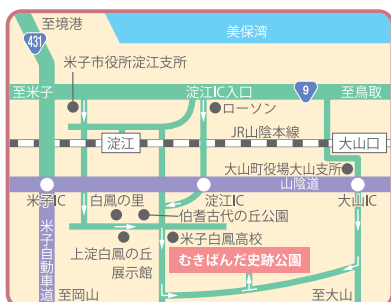 至境港
431
美保湾
米子市役所淀江支所
9
至米子
淀江IC入口
至鳥取
ローソン
JR山陰本線
淀江
大山口
大山町役場大山支所
山陰道
米子IC
白鳳の里
淀江IC
大山IC
伯耆古代の丘公園
米子自動車道
上淀白鳳の丘
展示館
米子白鳳高校
むきばんだ史跡公園
至岡山
至大山